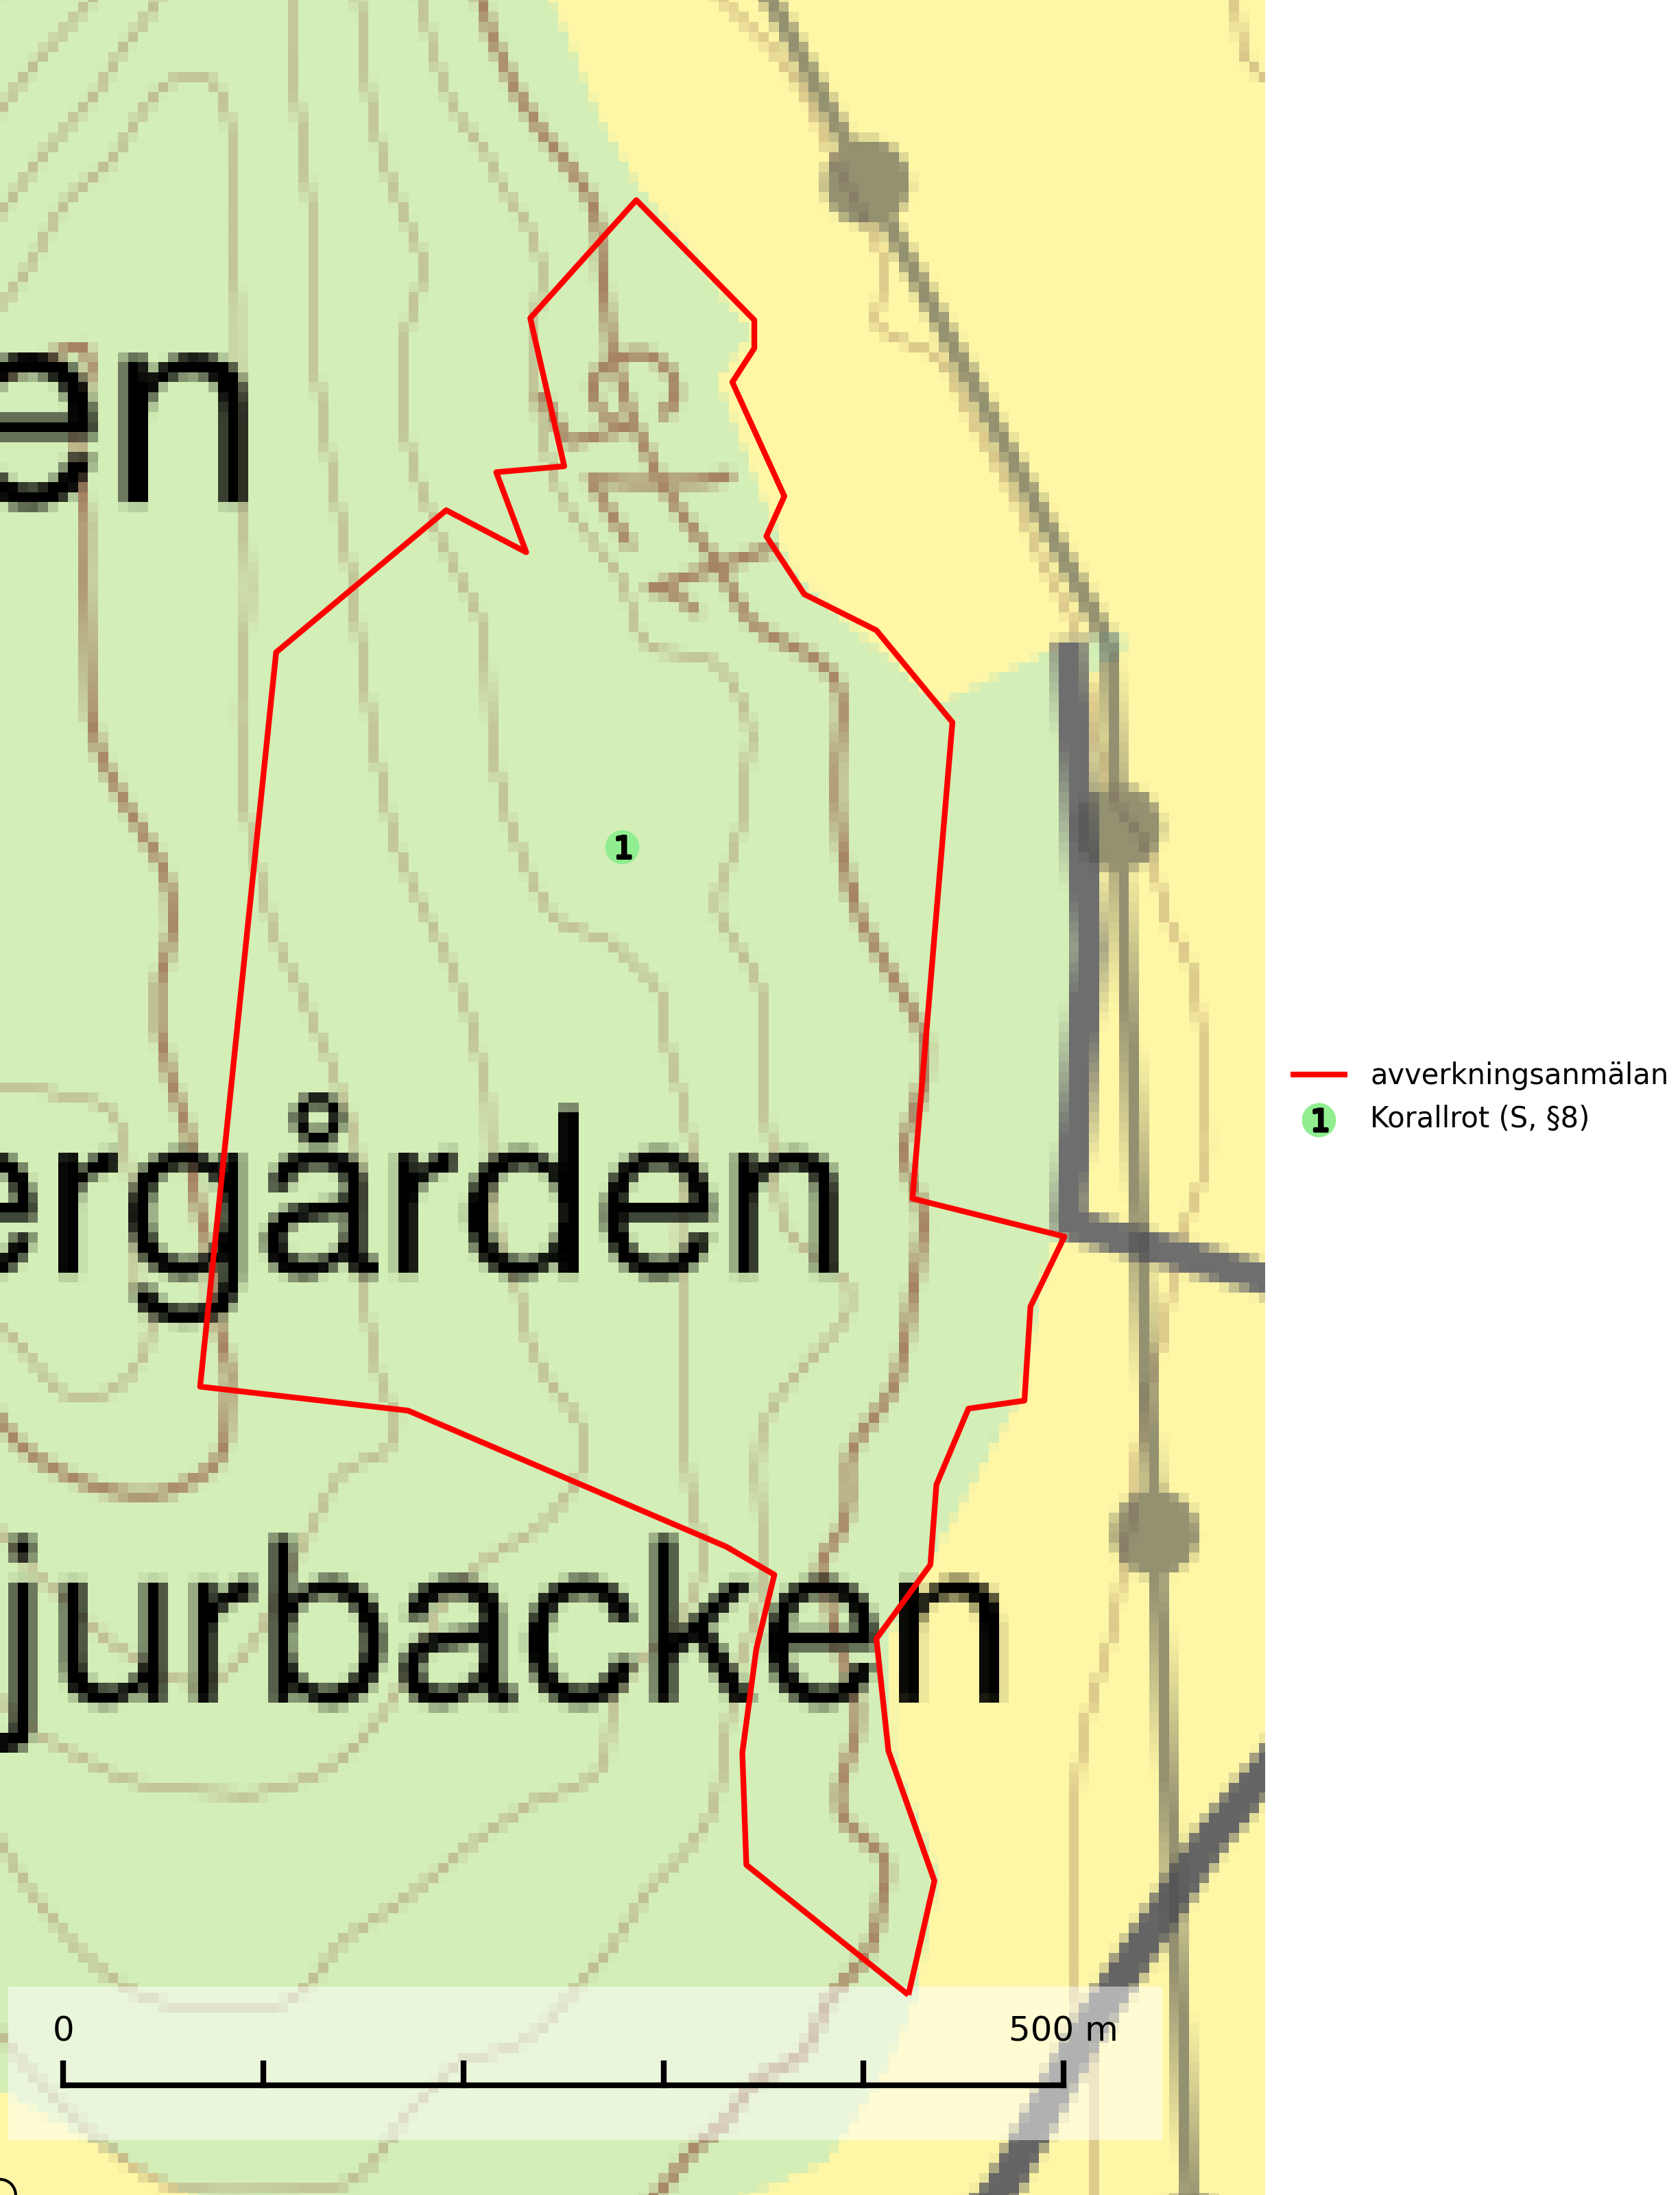 en
1
ergården
jurbacken
0 500 m
avverkningsanmälan
1 Korallrot (S, §8)